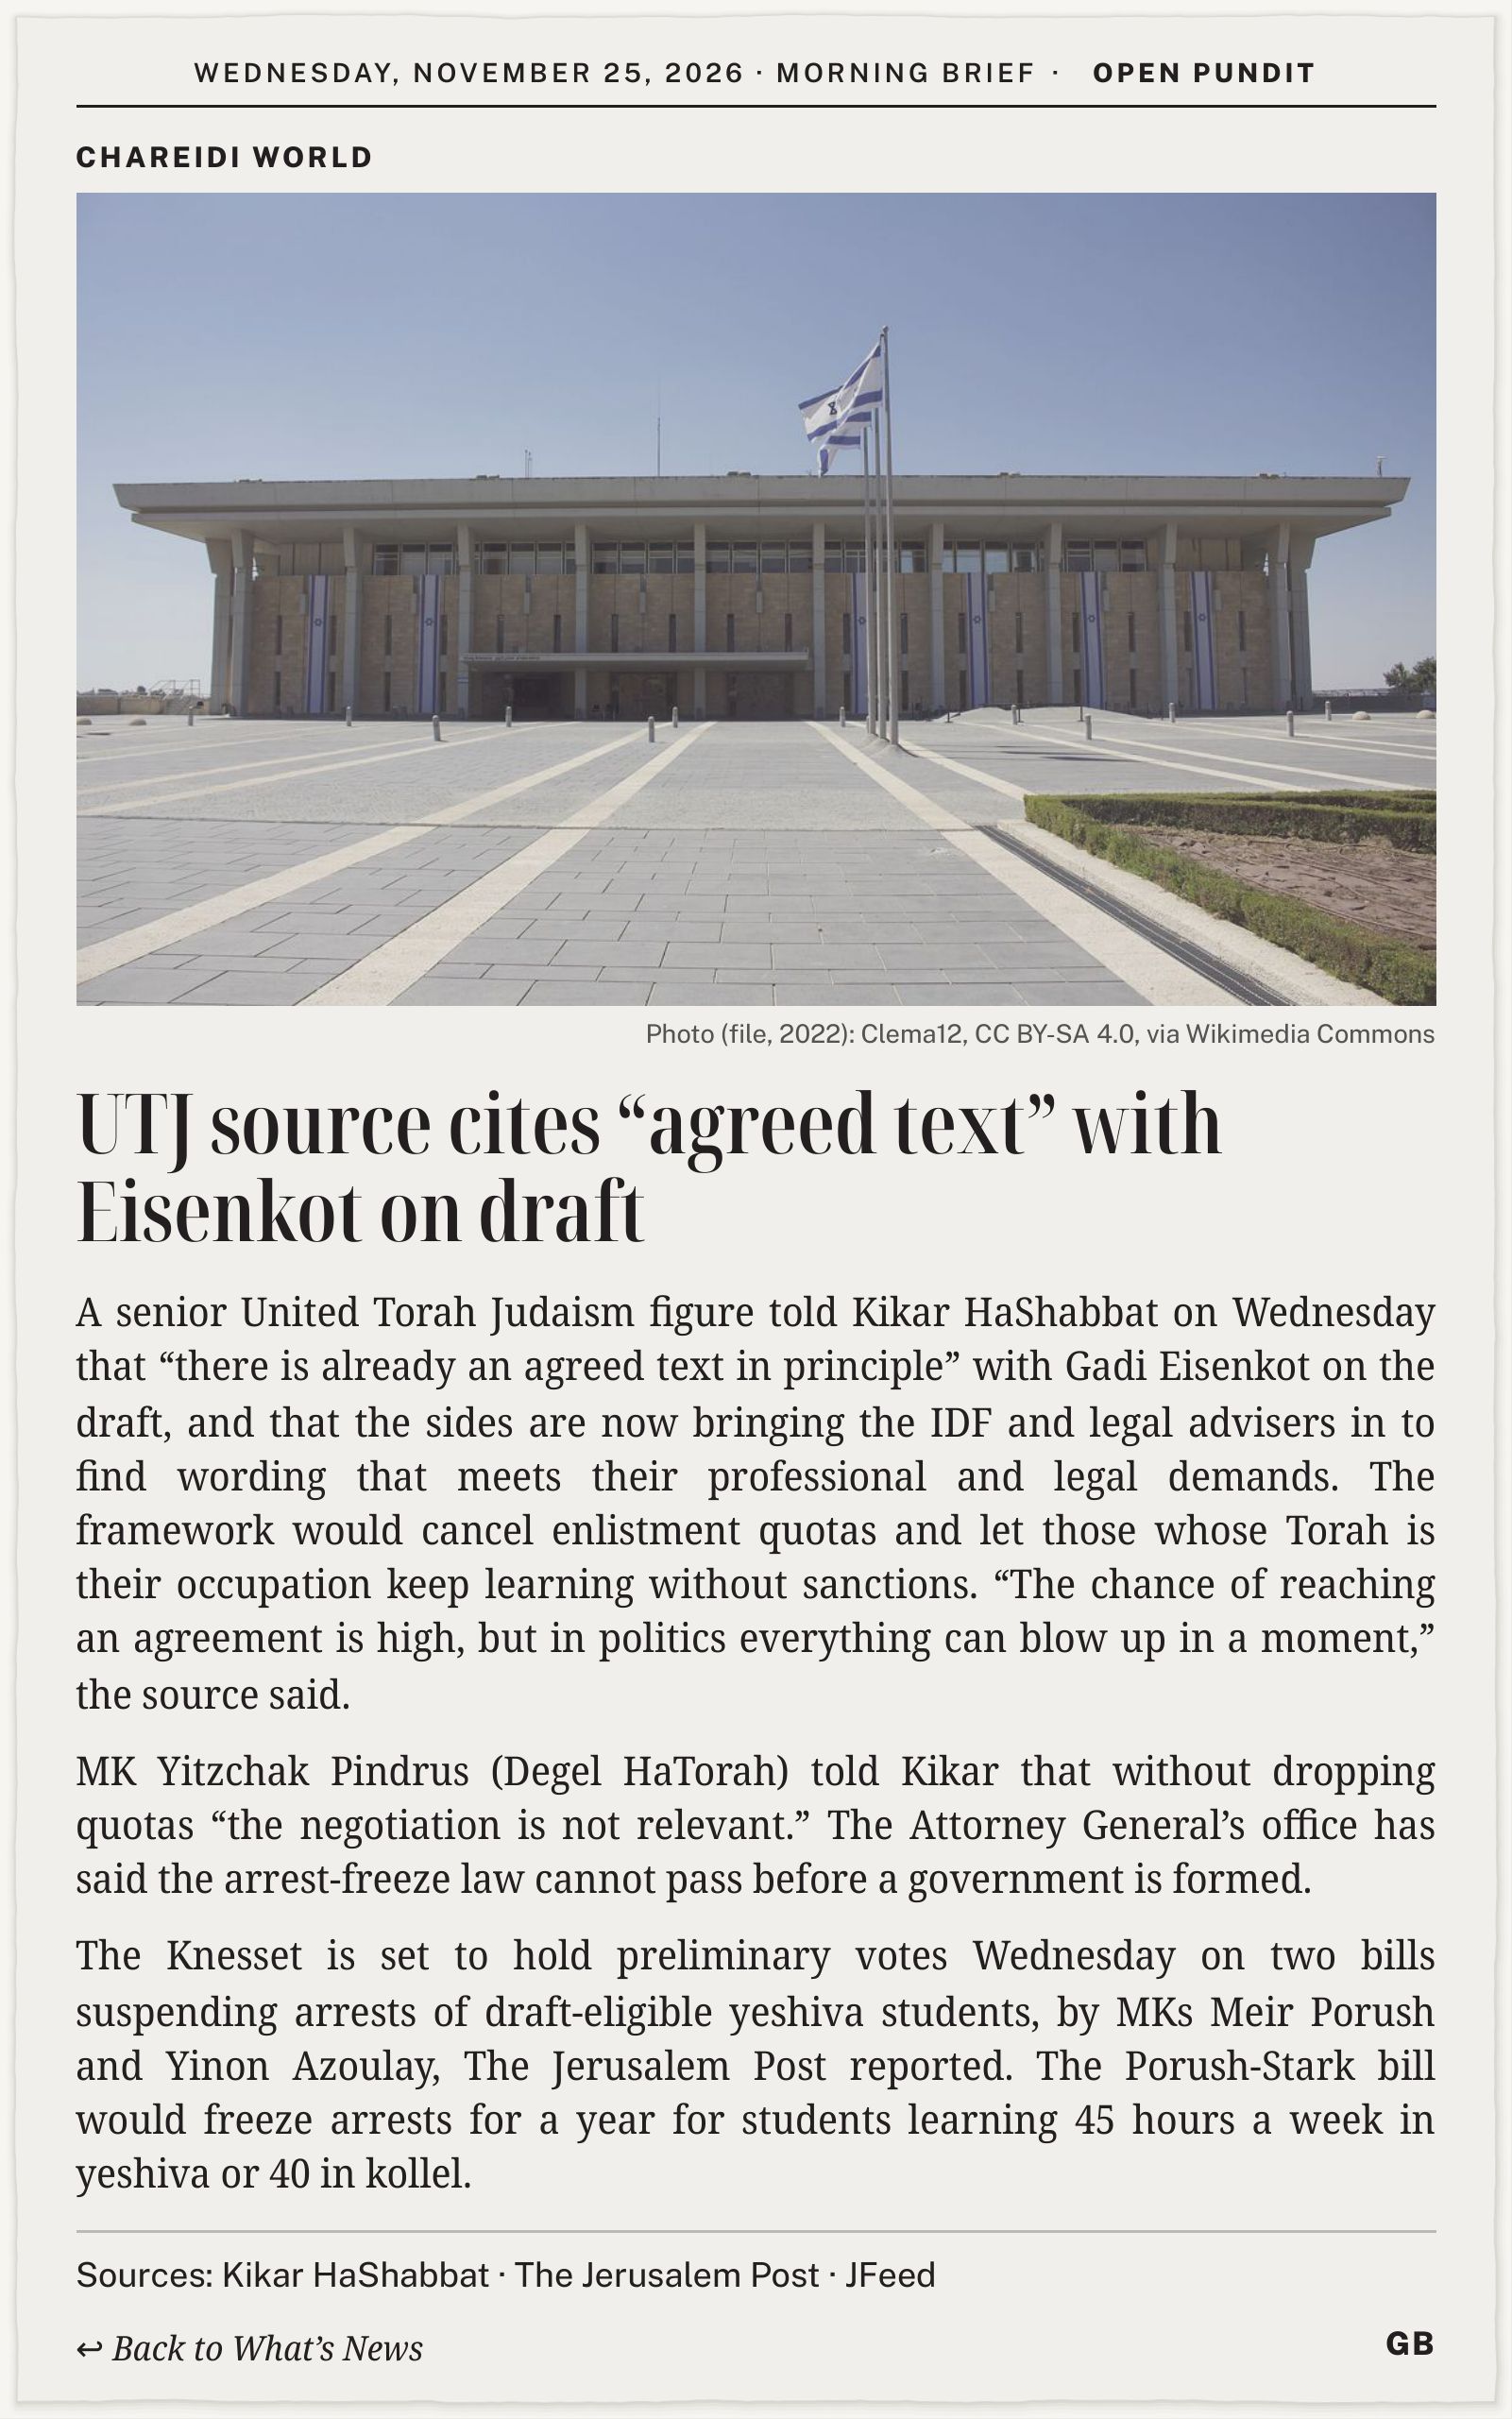 WEDNESDAY, NOVEMBER 25, 2026 · MORNING BRIEF · OPEN PUNDIT
CHAREIDI WORLD
Photo (file, 2022): Clema12, CC BY-SA 4.0, via Wikimedia Commons
UTJ source cites “agreed text” with
Eisenkot on draft
A senior United Torah Judaism figure told Kikar HaShabbat on Wednesday
that “there is already an agreed text in principle” with Gadi Eisenkot on the
draft, and that the sides are now bringing the IDF and legal advisers in to
find wording that meets their professional and legal demands. The
framework would cancel enlistment quotas and let those whose Torah is
their occupation keep learning without sanctions. “The chance of reaching
an agreement is high, but in politics everything can blow up in a moment,”
the source said.
MK Yitzchak Pindrus (Degel HaTorah) told Kikar that without dropping
quotas “the negotiation is not relevant.” The Attorney General’s office has
said the arrest-freeze law cannot pass before a government is formed.
The Knesset is set to hold preliminary votes Wednesday on two bills
suspending arrests of draft-eligible yeshiva students, by MKs Meir Porush
and Yinon Azoulay, The Jerusalem Post reported. The Porush-Stark bill
would freeze arrests for a year for students learning 45 hours a week in
yeshiva or 40 in kollel.
Sources: Kikar HaShabbat · The Jerusalem Post · JFeed
↩ Back to What’s News
GB